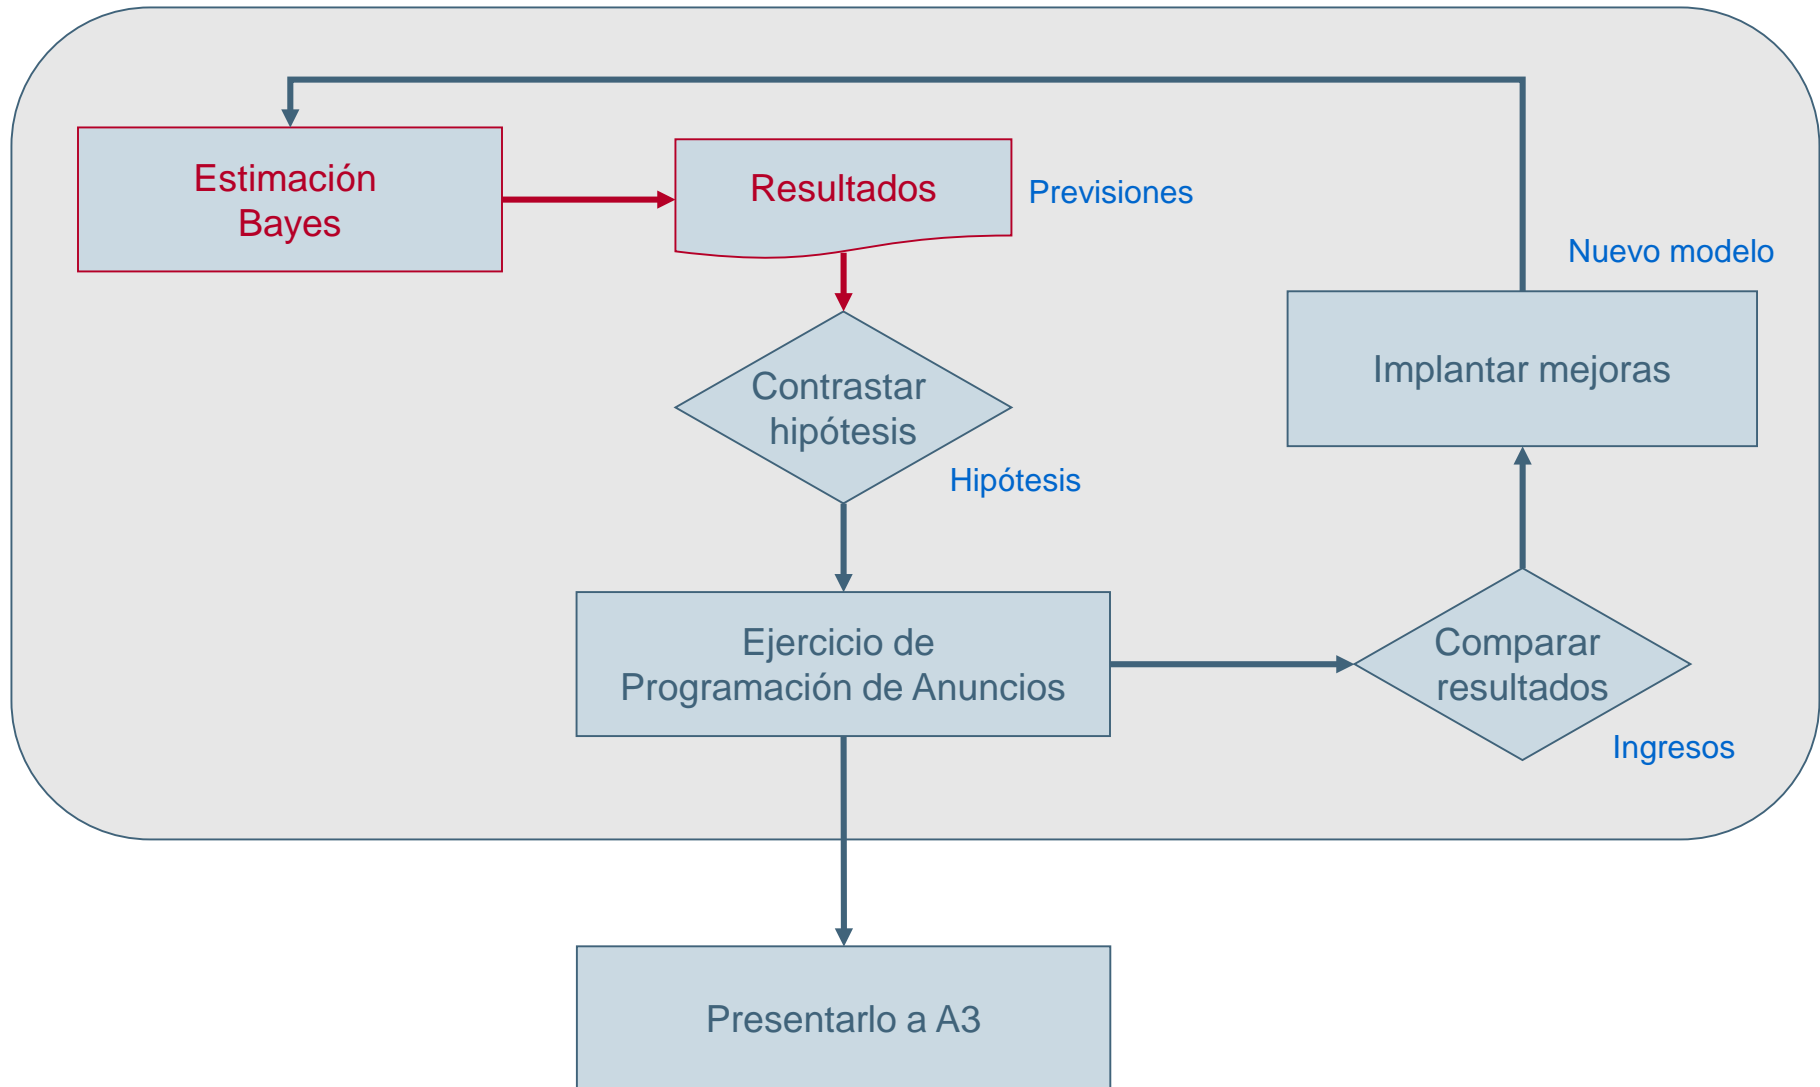 Estimación
Bayes
Resultados
Previsiones
Nuevo modelo
Contrastar
hipótesis
Implantar mejoras
Hipótesis
Ejercicio de
Programación de Anuncios
Comparar
resultados
Ingresos
Presentarlo a A3